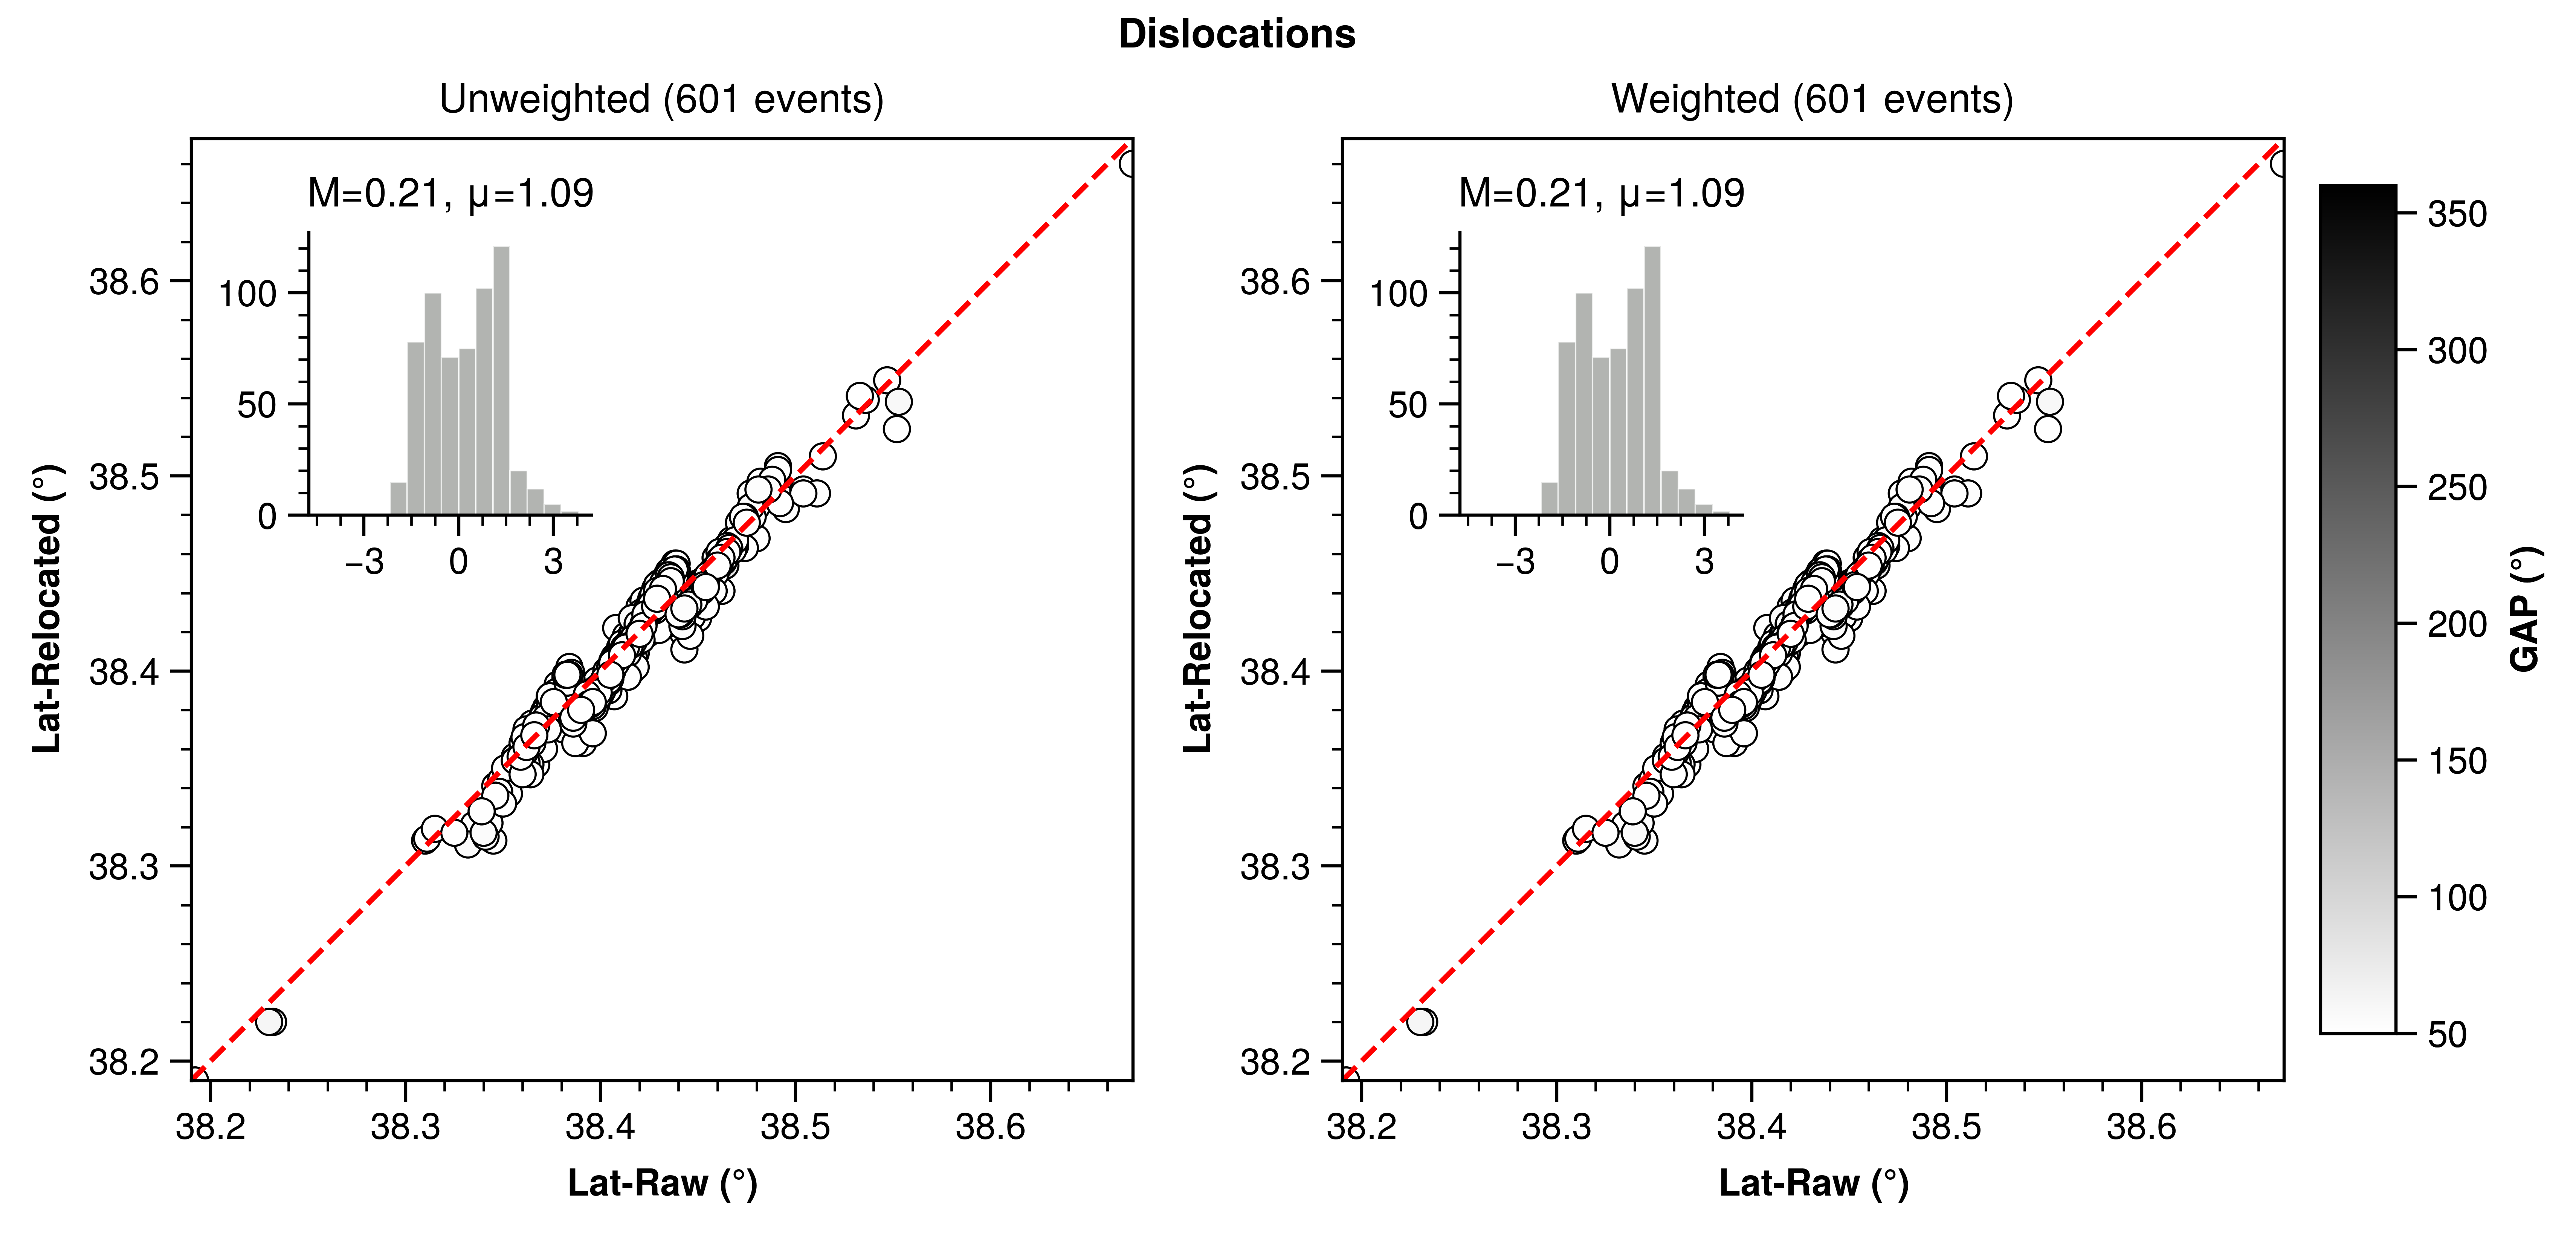 Dislocations
Unweighted (601 events)
M=0.21, μ=1.09
100
50
0
−3 0 3
38.6
38.5
38.4
38.3
38.2
Lat-Relocated (°)
38.2 38.3 38.4 38.5 38.6
Lat-Raw (°)
Weighted (601 events)
M=0.21, μ=1.09
100
50
0
−3 0 3
38.6
38.5
38.4
38.3
38.2
Lat-Relocated (°)
38.2 38.3 38.4 38.5 38.6
Lat-Raw (°)
350
300
250
200
150
100
50
GAP (°)